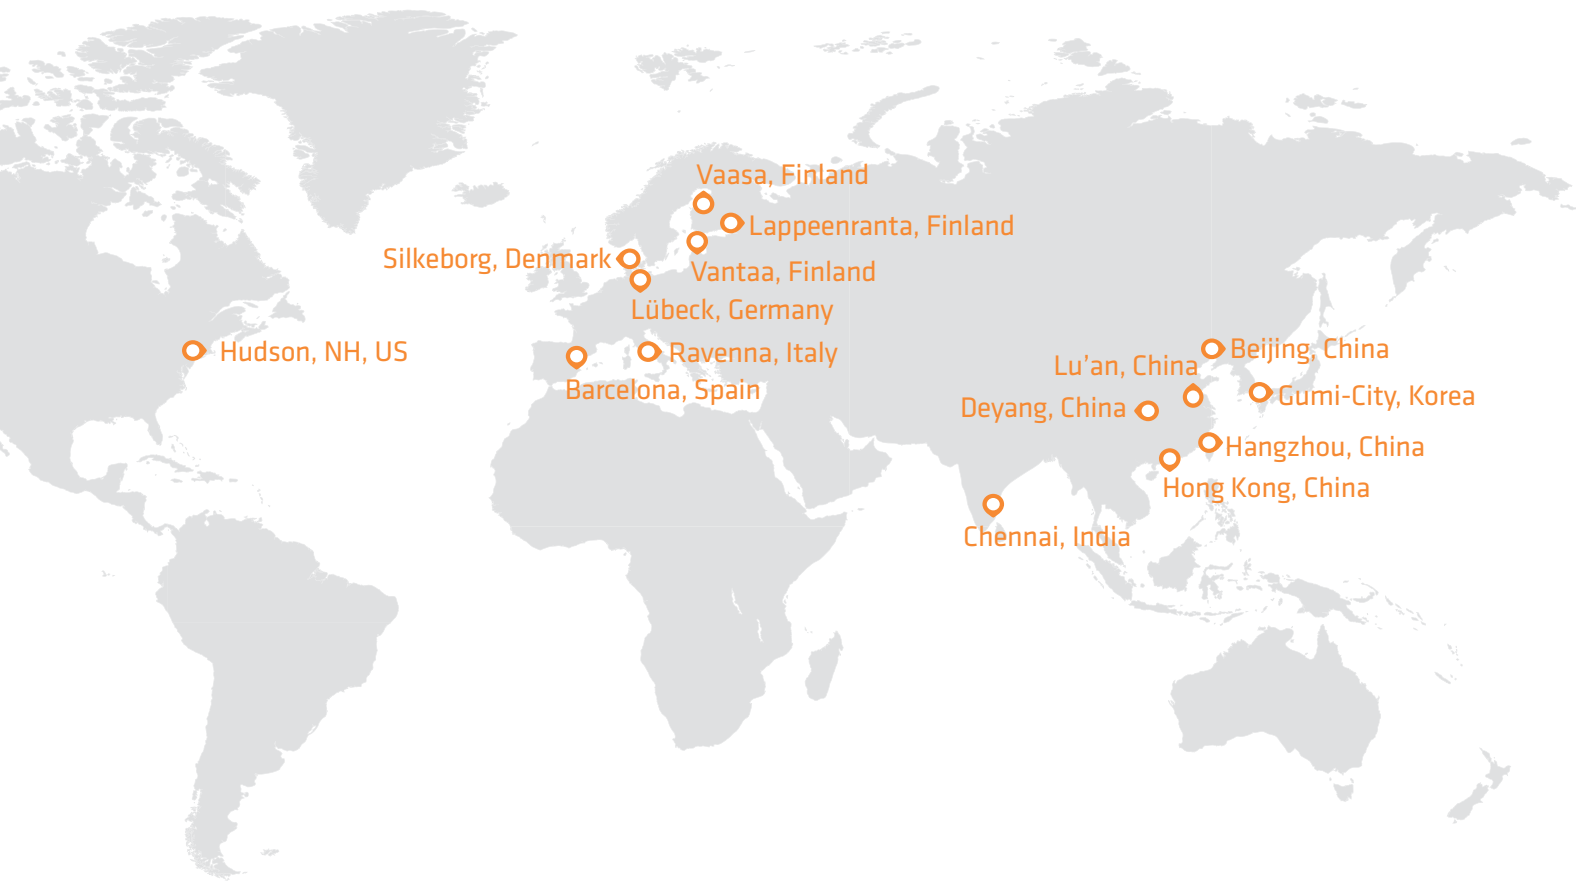 Vaasa, Finland
Lappeenranta, Finland
Silkeborg, Denmark
Vantaa, Finland
Lübeck, Germany
Hudson, NH, US
Ravenna, Italy
Barcelona, Spain
Beijing, China
Lu’an, China
Gumi-City, Korea
Deyang, China
Hangzhou, China
Hong Kong, China
Chennai, India